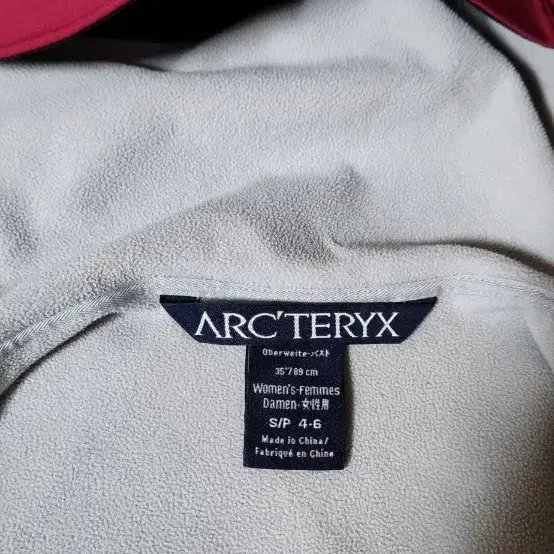 ARC'TERYX
Oberweite-バスト
35"/89 cm
Women's-Femmes
Damen-女性用
S/P 4-6
Made in China/
Fabriqué en Chine